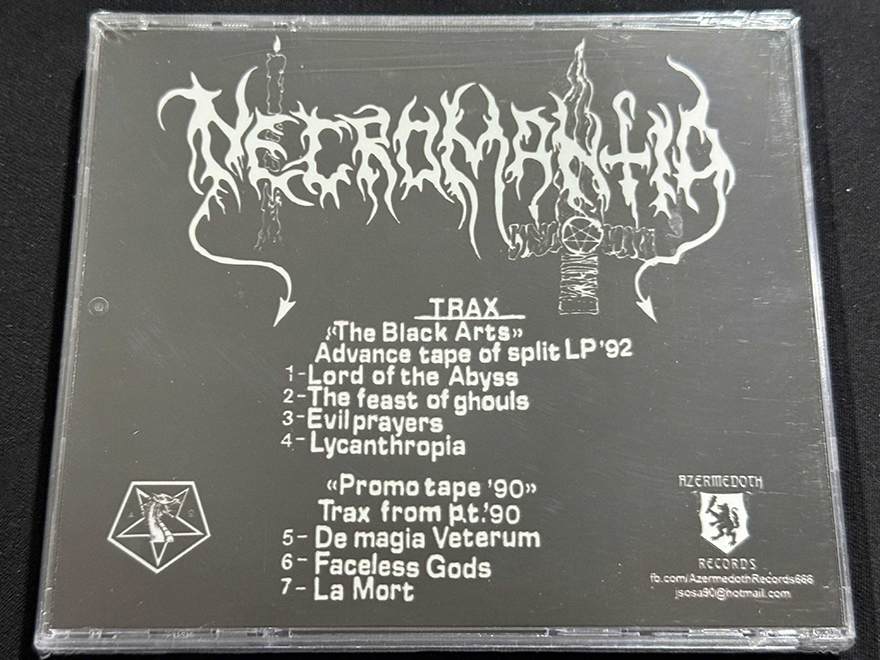 NECROMANTIA
TRAX
«The Black Arts»
Advance tape of split LP '92
1-Lord of the Abyss
2-The feast of ghouls
3-Evil prayers
4-Lycanthropia
«Promo tape '90»
Trax from p.t.'90
5-De magia Veterum
6-Faceless Gods
7-La Mort
AZERMEDOTH
RECORDS
fb.com/AzermedothRecords666
jsosa90@hotmail.com